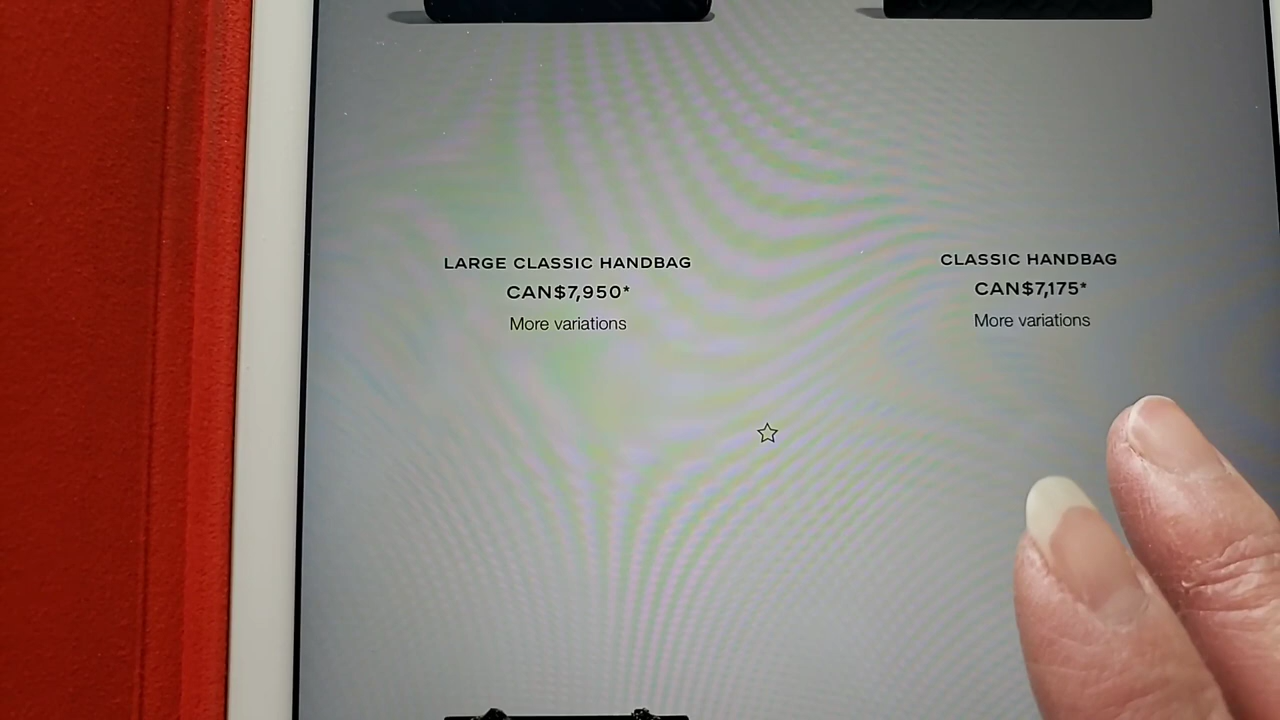 LARGE CLASSIC HANDBAG
CAN$7,950*
More variations
CLASSIC HANDBAG
CAN$7,175*
More variations